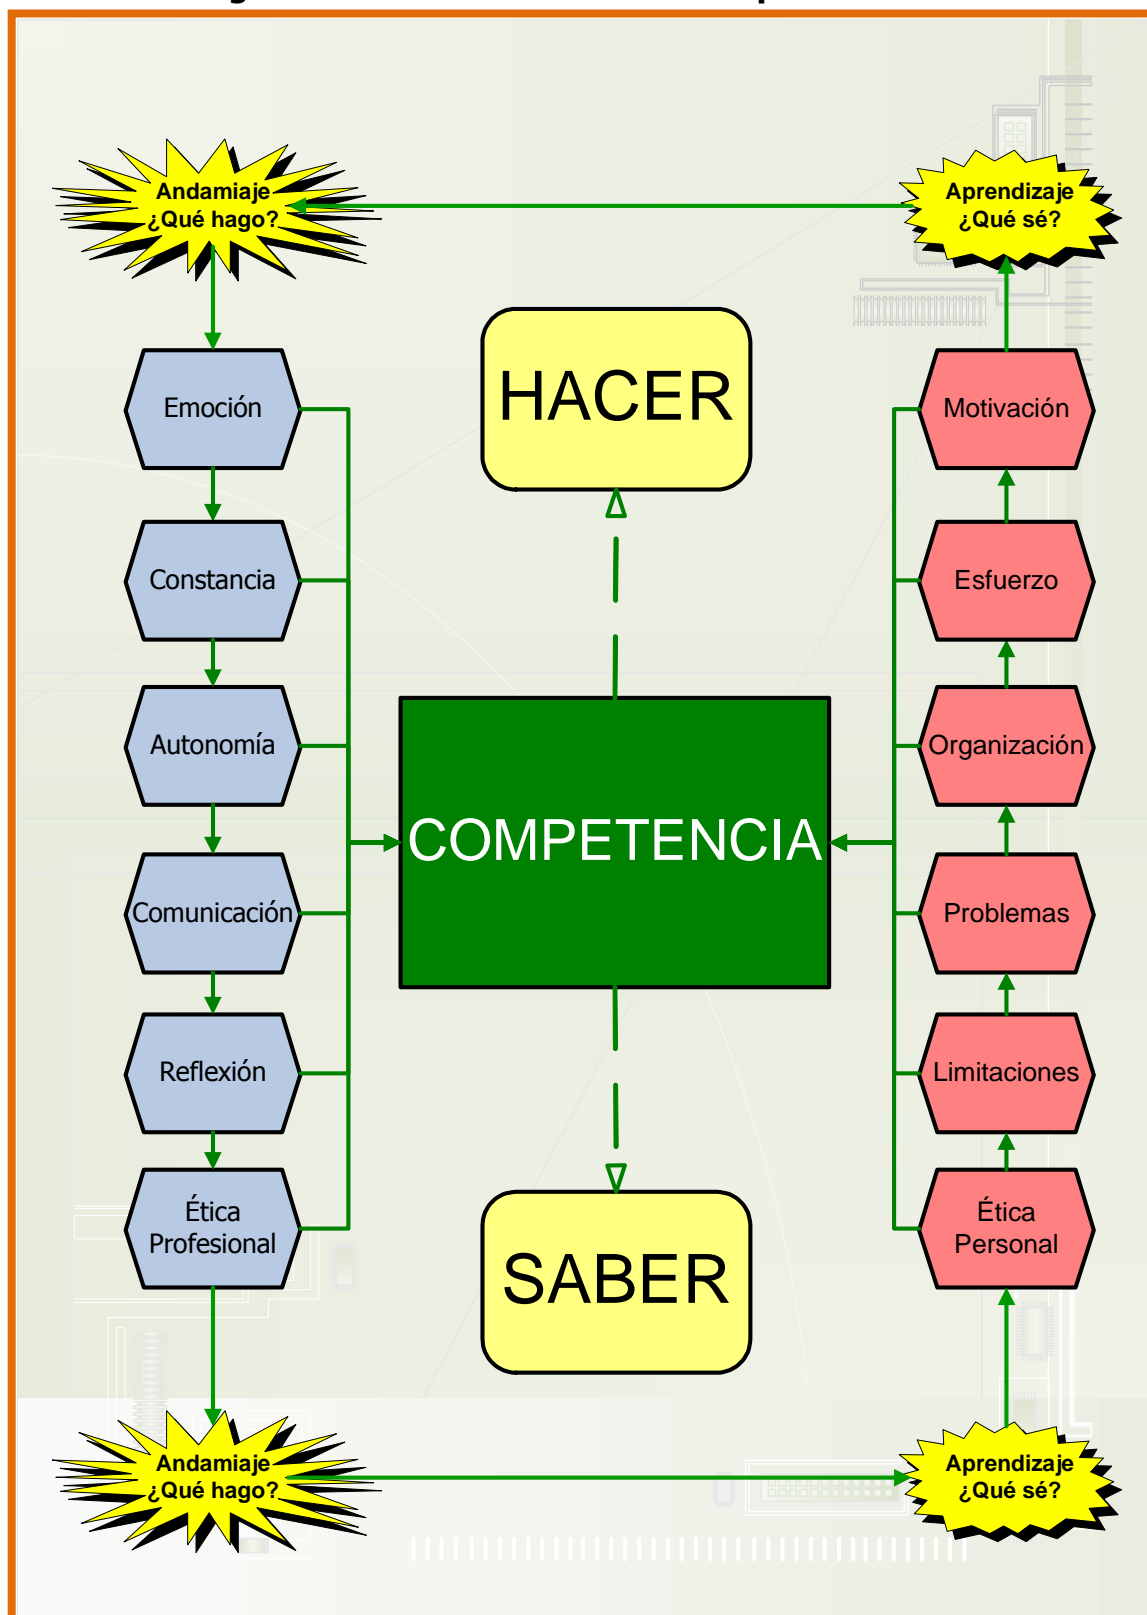 Andamiaje
¿Qué hago?
Aprendizaje
¿Qué sé?
HACER
Emoción
Motivación
Constancia
Esfuerzo
Autonomía
Organización
COMPETENCIA
Comunicación
Problemas
Reflexión
Limitaciones
Ética
Profesional
Ética
Personal
SABER
Andamiaje
¿Qué hago?
Aprendizaje
¿Qué sé?